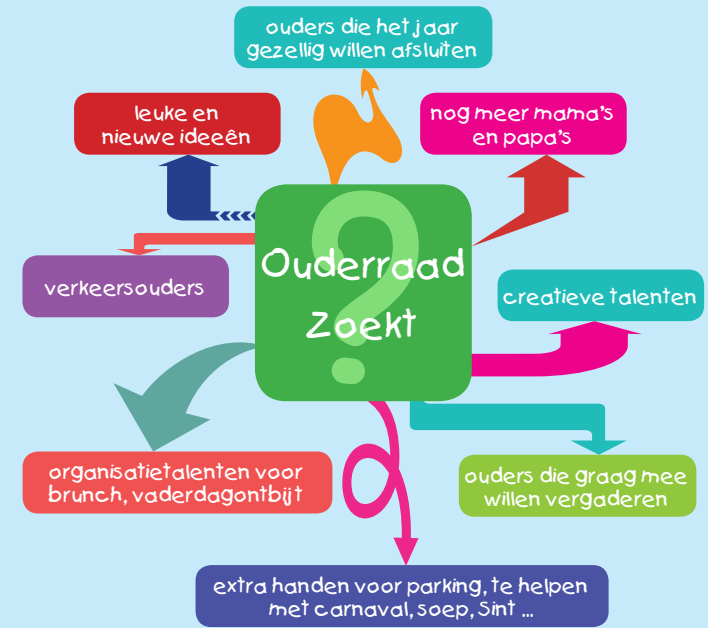 ouders die het jaar
gezellig willen afsluiten
leuke en
nieuwe ideeên
nog meer mama's
en papa's
?
Ouderraad
Zoekt
verkeersouders
creatieve talenten
organisatietalenten voor
brunch, vaderdagontbijt
ouders die graag mee
willen vergaderen
extra handen voor parking, te helpen
met carnaval, soep, Sint ...